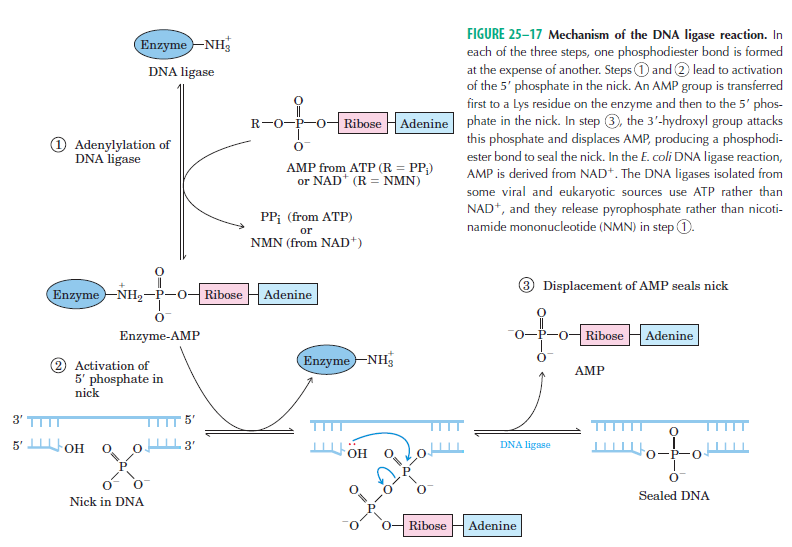 FIGURE 25–17 Mechanism of the DNA ligase reaction. In
each of the three steps, one phosphodiester bond is formed
at the expense of another. Steps ① and ② lead to activation
of the 5′ phosphate in the nick. An AMP group is transferred
first to a Lys residue on the enzyme and then to the 5′ phos-
phate in the nick. In step ③, the 3′-hydroxyl group attacks
this phosphate and displaces AMP, producing a phosphodi-
ester bond to seal the nick. In the E. coli DNA ligase reaction,
AMP is derived from NAD⁺. The DNA ligases isolated from
some viral and eukaryotic sources use ATP rather than
NAD⁺, and they release pyrophosphate rather than nicoti-
namide mononucleotide (NMN) in step ①.
Enzyme –NH₃⁺
DNA ligase
① Adenylylation of
DNA ligase
O
R–O–P–O– Ribose Adenine
O⁻
AMP from ATP (R = PPᵢ)
or NAD⁺ (R = NMN)
PPᵢ (from ATP)
or
NMN (from NAD⁺)
O
Enzyme –N⁺H₂–P–O– Ribose Adenine
O⁻
Enzyme-AMP
② Activation of
5′ phosphate in
nick
Enzyme –NH₃⁺
3′ 5′
5′ OH O O 3′
P
O⁻ O⁻
Nick in DNA
OH O O
P
O O O⁻
P
⁻O O– Ribose Adenine
③ Displacement of AMP seals nick
O
⁻O–P–O– Ribose Adenine
O⁻
AMP
DNA ligase
O
O–P–O
O⁻
Sealed DNA